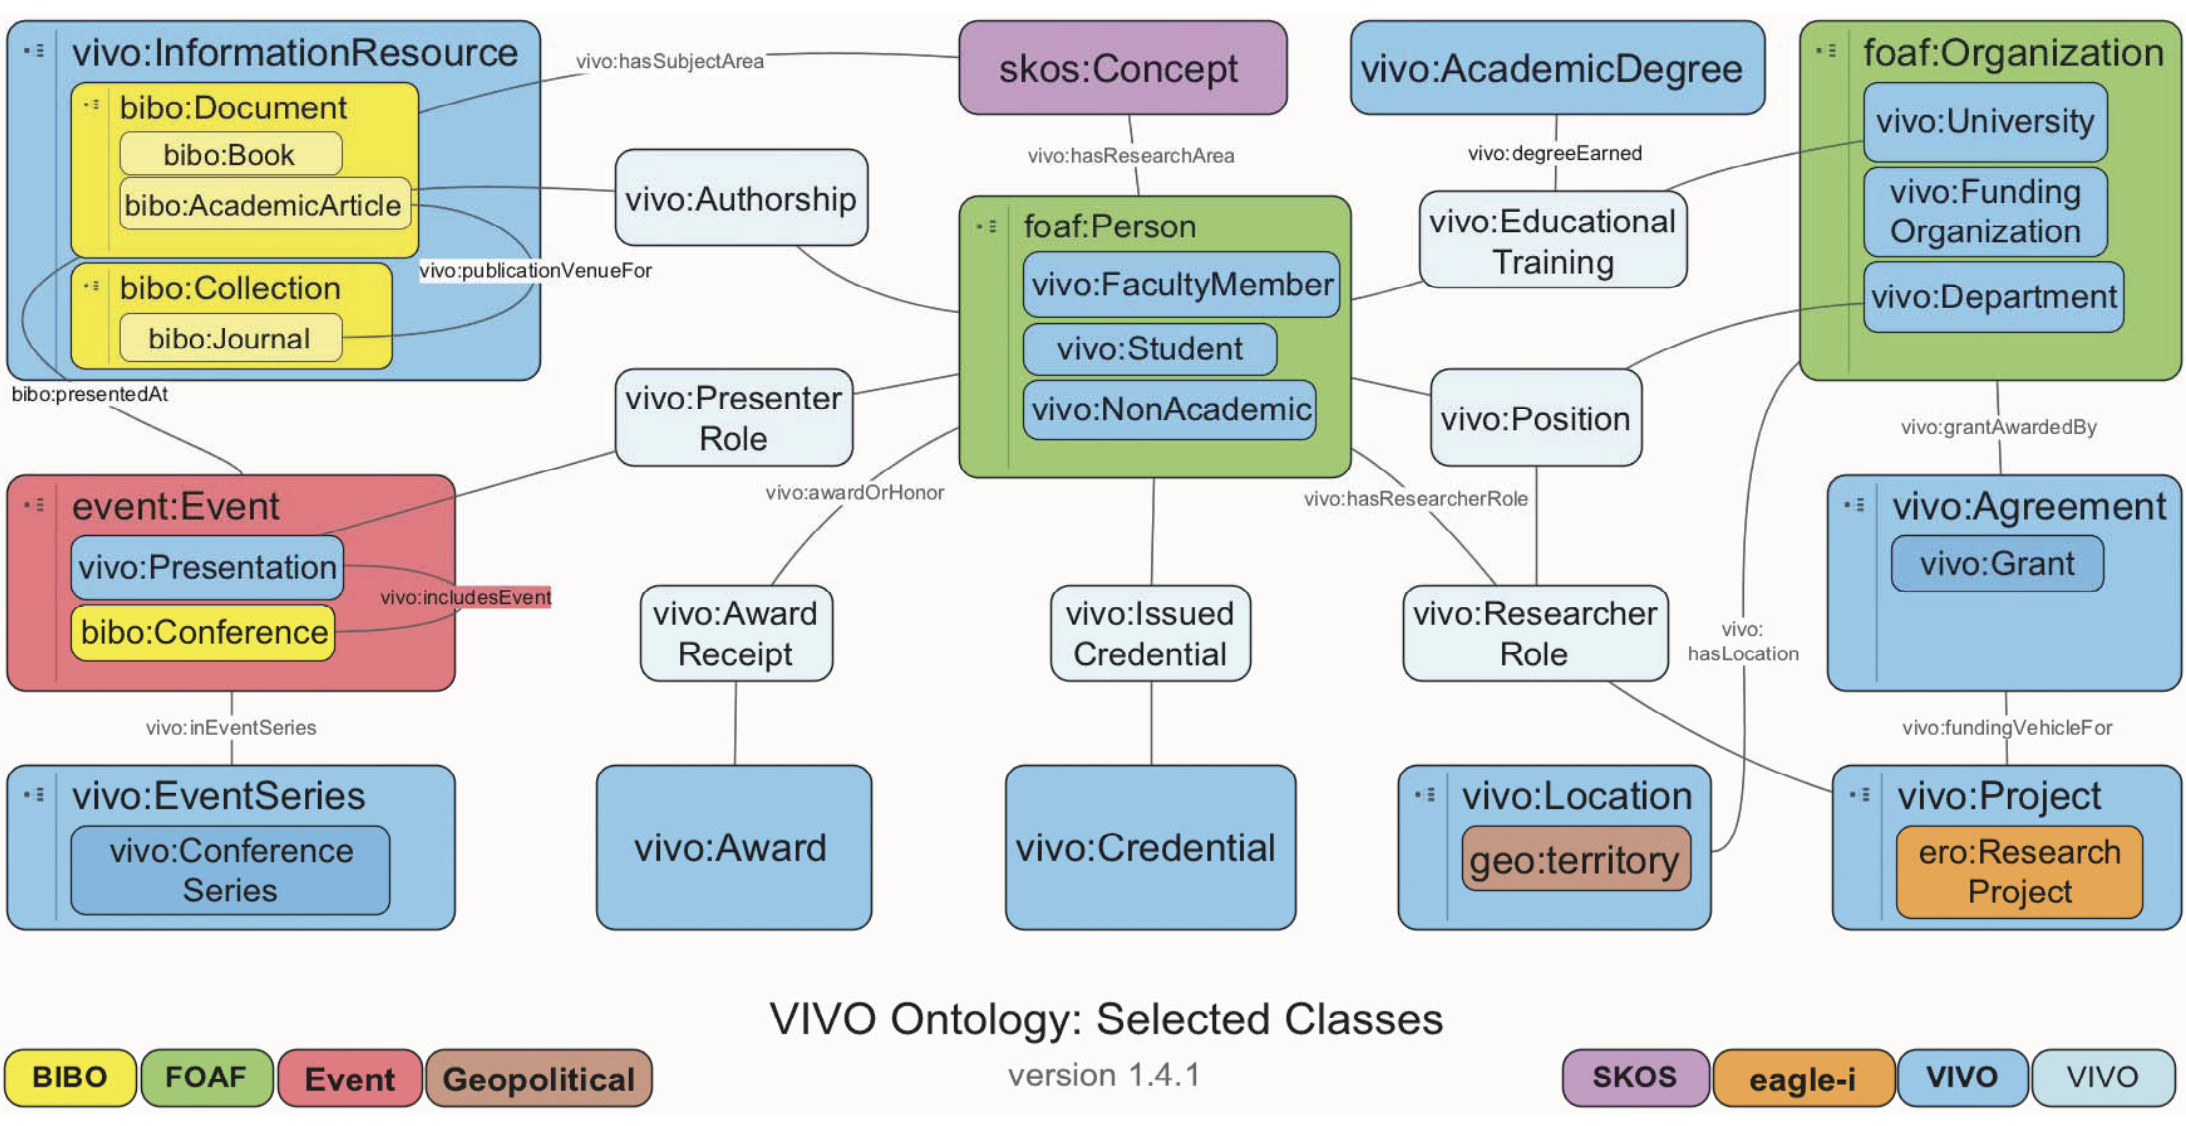 vivo:InformationResource
bibo:Document
bibo:Book
bibo:AcademicArticle
bibo:Collection
bibo:Journal
vivo:hasSubjectArea
vivo:publicationVenueFor
bibo:presentedAt
skos:Concept
vivo:hasResearchArea
vivo:AcademicDegree
vivo:degreeEarned
foaf:Organization
vivo:University
vivo:Funding
Organization
vivo:Department
vivo:Authorship
foaf:Person
vivo:FacultyMember
vivo:Student
vivo:NonAcademic
vivo:Educational
Training
vivo:Presenter
Role
vivo:Position
vivo:grantAwardedBy
vivo:awardOrHonor
vivo:hasResearcherRole
event:Event
vivo:Presentation
bibo:Conference
vivo:includesEvent
vivo:Agreement
vivo:Grant
vivo:Award
Receipt
vivo:Issued
Credential
vivo:Researcher
Role
vivo:
hasLocation
vivo:inEventSeries
vivo:fundingVehicleFor
vivo:EventSeries
vivo:Conference
Series
vivo:Award
vivo:Credential
vivo:Location
geo:territory
vivo:Project
ero:Research
Project
VIVO Ontology: Selected Classes
version 1.4.1
BIBO
FOAF
Event
Geopolitical
SKOS
eagle-i
VIVO
VIVO